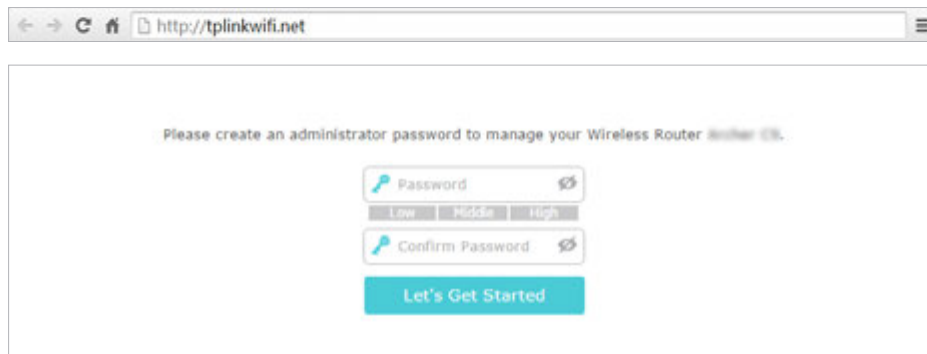 http://tplinkwifi.net
Please create an administrator password to manage your Wireless Router .
Password
Low Middle High
Confirm Password
Let's Get Started